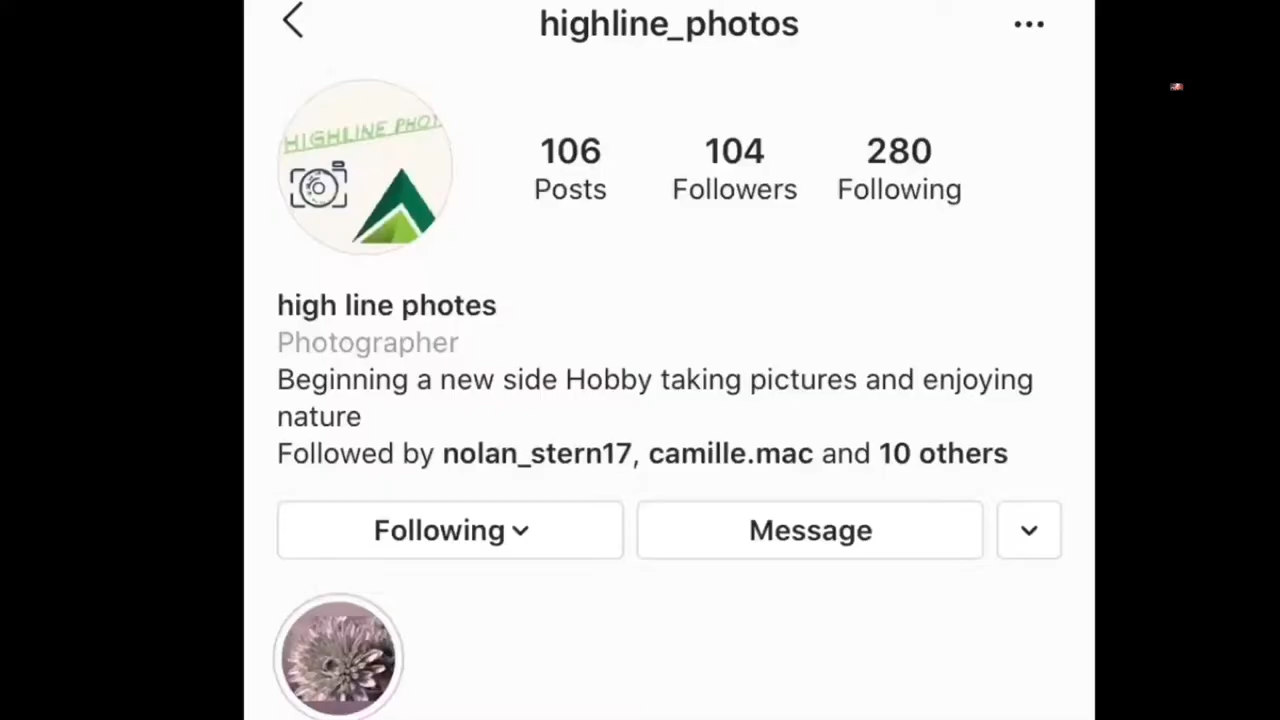 highline_photos
HIGHLINE PHOT
106
104
280
Posts
Followers
Following
high line photes
Photographer
Beginning a new side Hobby taking pictures and enjoying
nature
Followed by nolan_stern17, camille.mac and 10 others
Following
Message